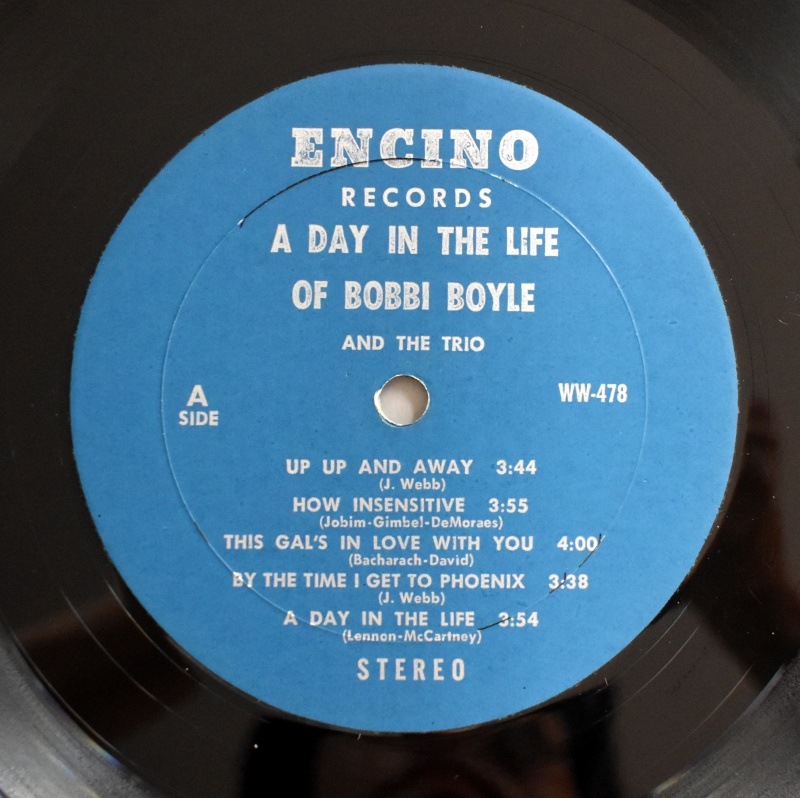 ENCINO
RECORDS
A DAY IN THE LIFE
OF BOBBI BOYLE
AND THE TRIO
A
SIDE
WW-478
UP UP AND AWAY 3:44
(J. Webb)
HOW INSENSITIVE 3:55
(Jobim-Gimbel-DeMoraes)
THIS GAL'S IN LOVE WITH YOU 4:00
(Bacharach-David)
BY THE TIME I GET TO PHOENIX 3:38
(J. Webb)
A DAY IN THE LIFE 3:54
(Lennon-McCartney)
STEREO